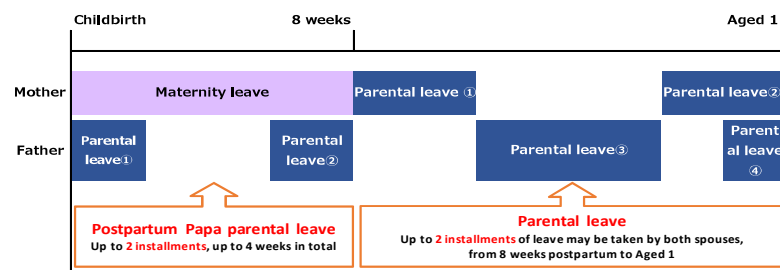 Childbirth 8 weeks Aged 1
Mother Maternity leave Parental leave ① Parental leave②
Father
Parental
leave①
Parental
leave②
Parental leave③
Parent
al leave
④
Postpartum Papa parental leave
Up to 2 installments, up to 4 weeks in total
Parental leave
Up to 2 installments of leave may be taken by both spouses,
from 8 weeks postpartum to Aged 1